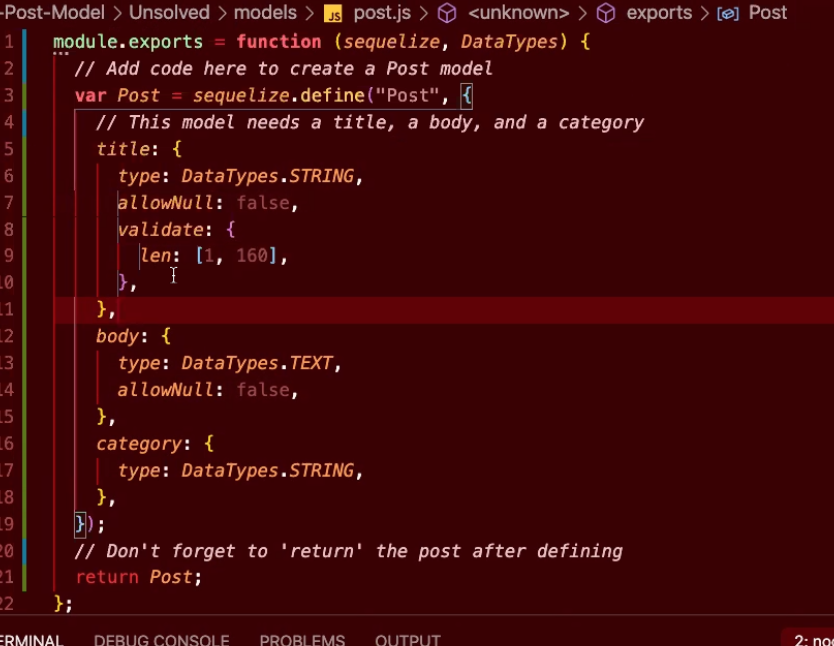 -Post-Model > Unsolved > models > JS post.js > <unknown> > exports > Post
1 module.exports = function (sequelize, DataTypes) {
2 // Add code here to create a Post model
3 var Post = sequelize.define("Post", {
4 // This model needs a title, a body, and a category
5 title: {
6 type: DataTypes.STRING,
7 allowNull: false,
8 validate: {
9 len: [1, 160],
10 },
11 },
12 body: {
13 type: DataTypes.TEXT,
14 allowNull: false,
15 },
16 category: {
17 type: DataTypes.STRING,
18 },
19 });
20 // Don't forget to 'return' the post after defining
21 return Post;
22 };
ERMINAL DEBUG CONSOLE PROBLEMS OUTPUT 2: no